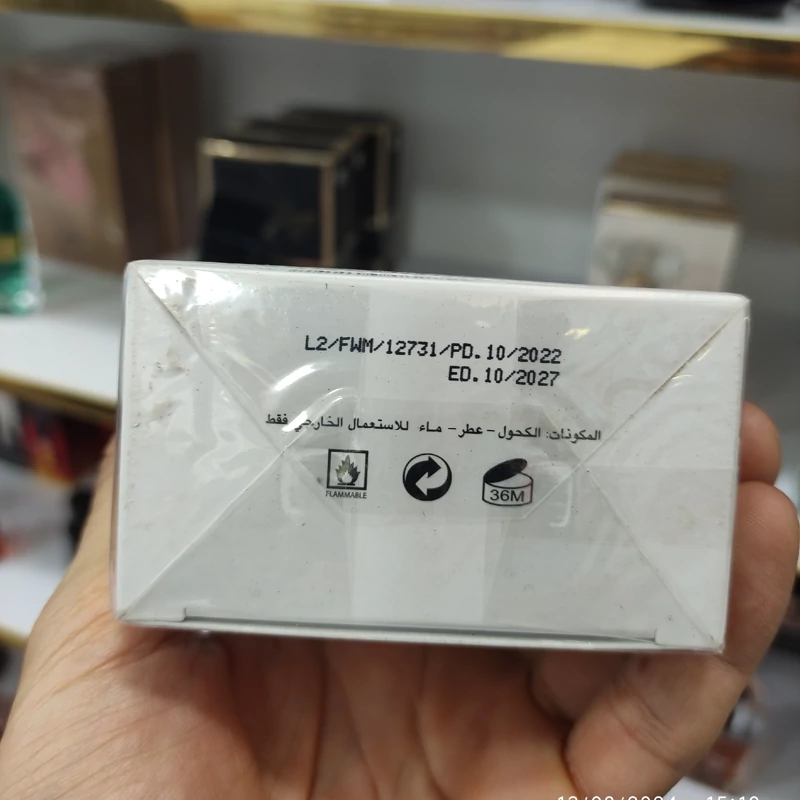 L2/FWM/12731/PD.10/2022
ED.10/2027
المكونات: الكحول - عطر - ماء للاستعمال الخارجي فقط
FLAMMABLE
36M